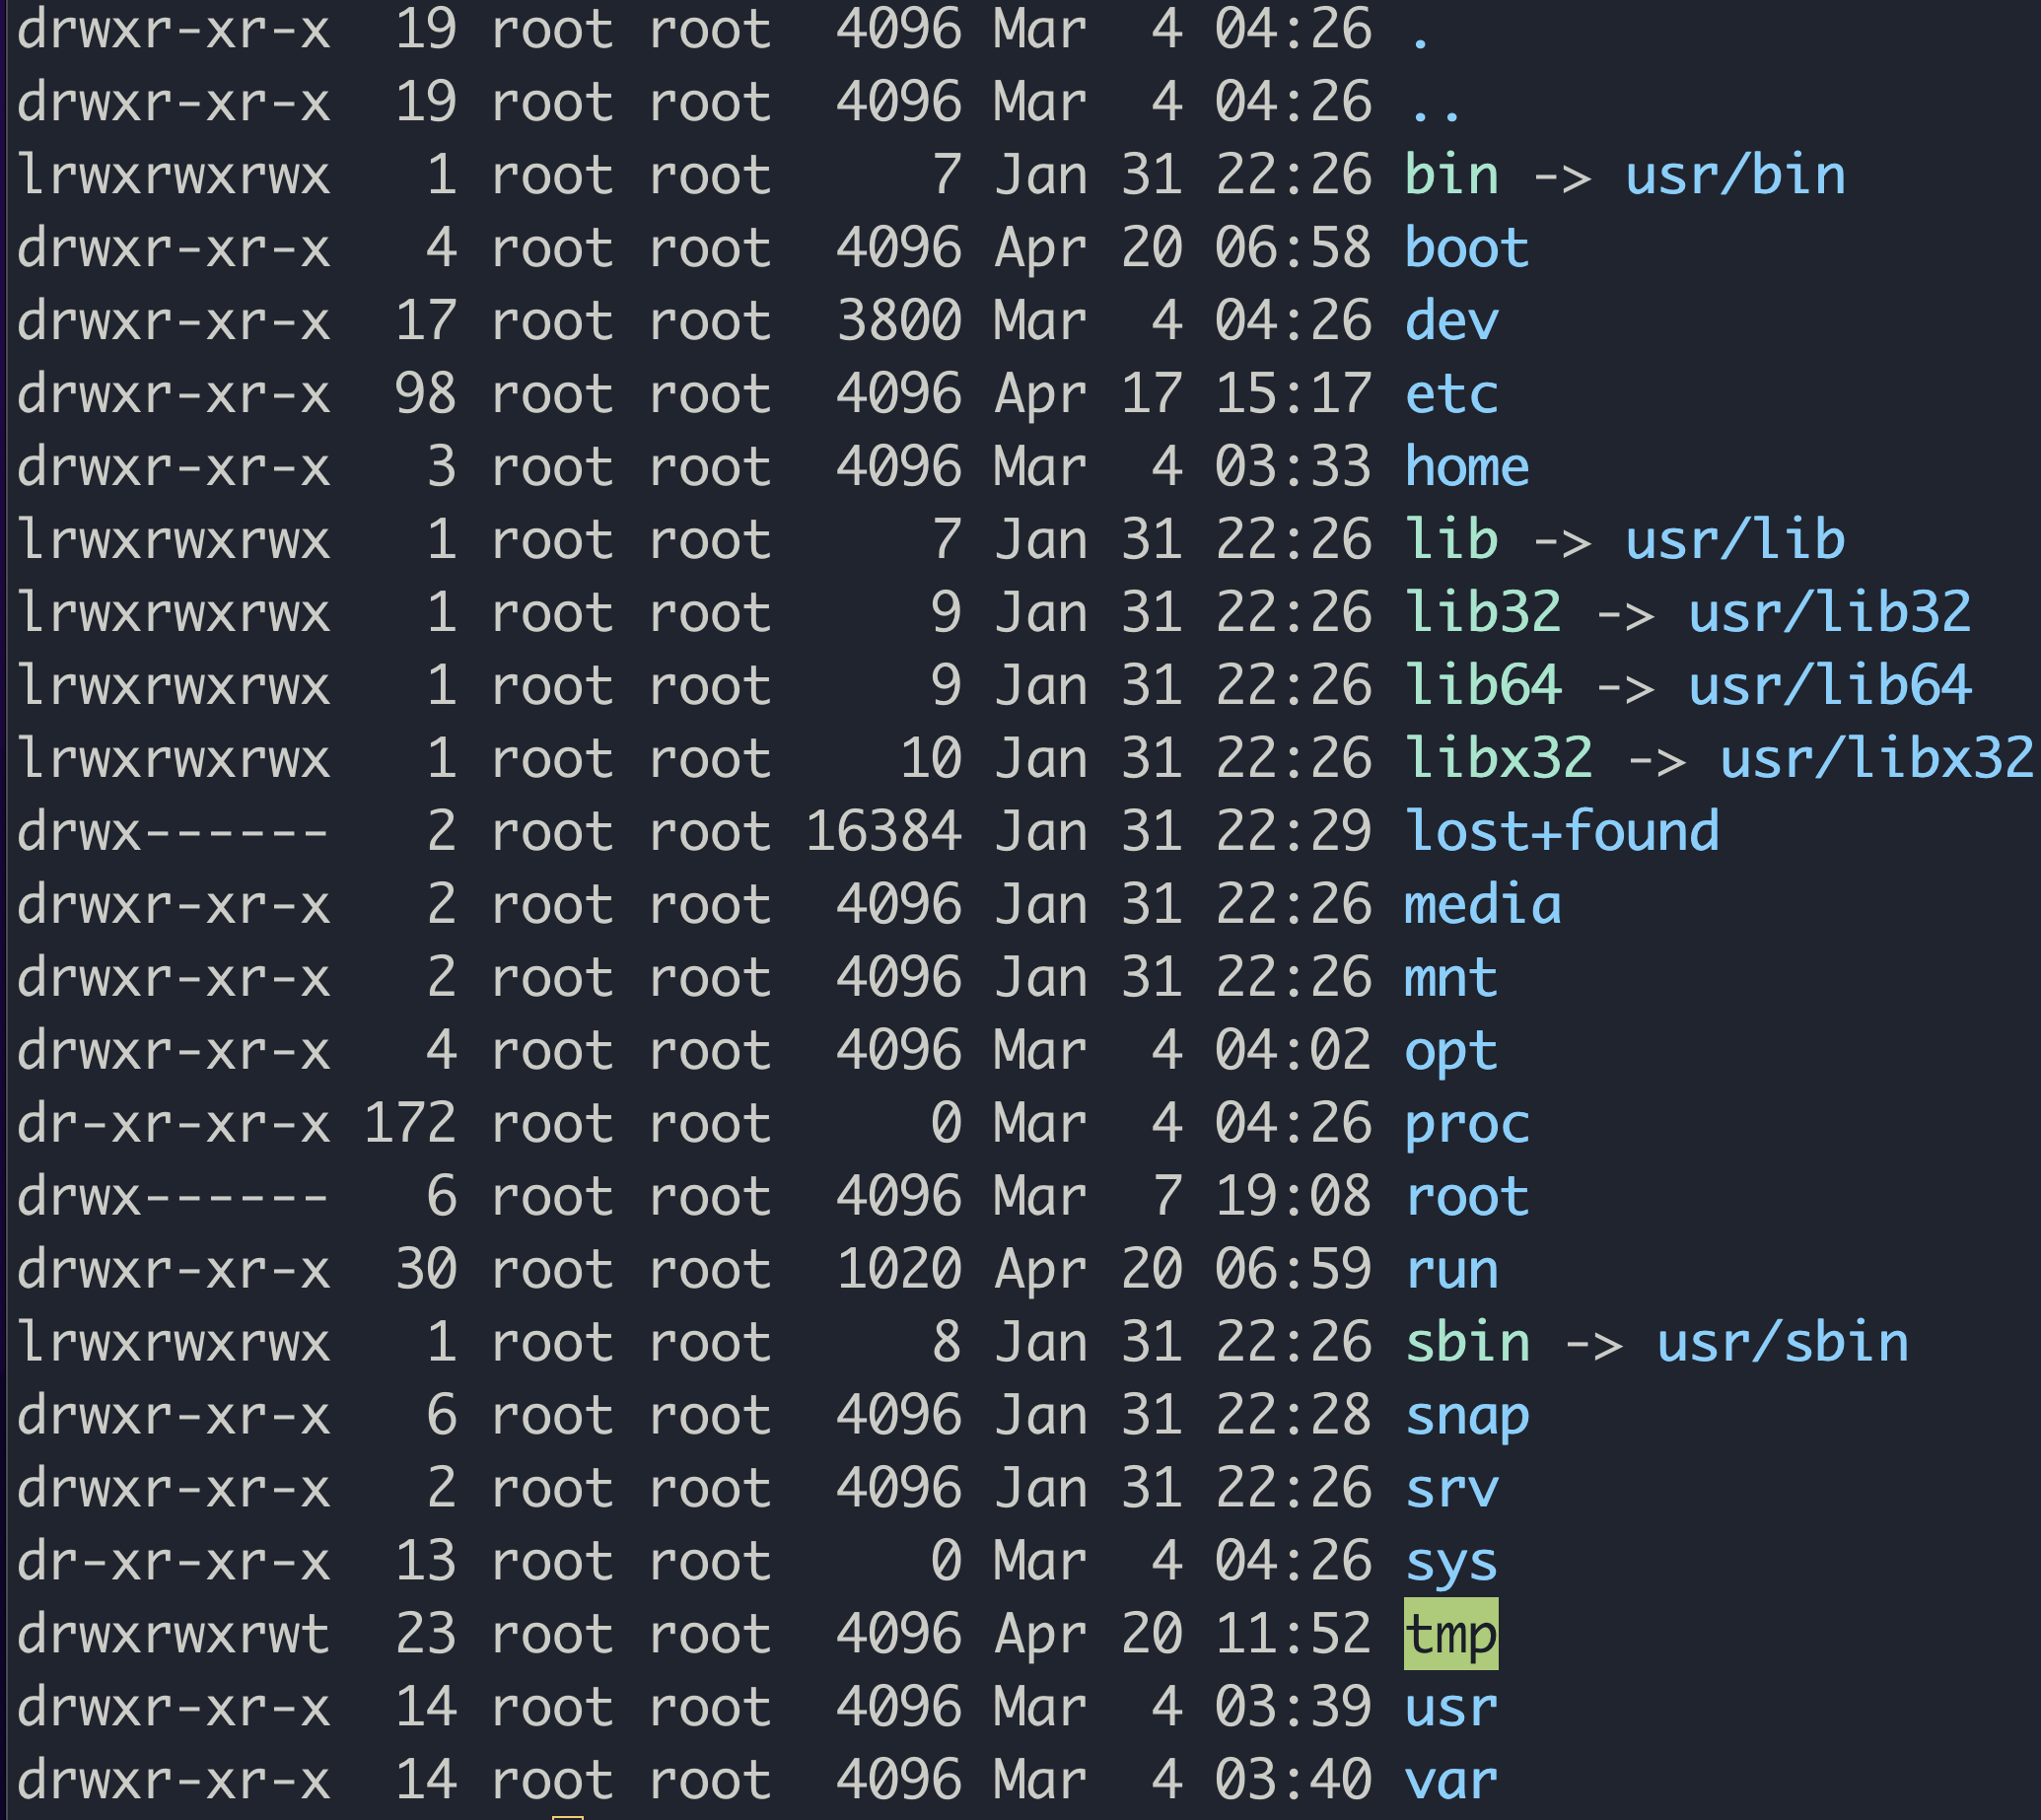 drwxr-xr-x  19 root root  4096 Mar  4 04:26 .
drwxr-xr-x  19 root root  4096 Mar  4 04:26 ..
lrwxrwxrwx   1 root root     7 Jan 31 22:26 bin -> usr/bin
drwxr-xr-x   4 root root  4096 Apr 20 06:58 boot
drwxr-xr-x  17 root root  3800 Mar  4 04:26 dev
drwxr-xr-x  98 root root  4096 Apr 17 15:17 etc
drwxr-xr-x   3 root root  4096 Mar  4 03:33 home
lrwxrwxrwx   1 root root     7 Jan 31 22:26 lib -> usr/lib
lrwxrwxrwx   1 root root     9 Jan 31 22:26 lib32 -> usr/lib32
lrwxrwxrwx   1 root root     9 Jan 31 22:26 lib64 -> usr/lib64
lrwxrwxrwx   1 root root    10 Jan 31 22:26 libx32 -> usr/libx32
drwx------   2 root root 16384 Jan 31 22:29 lost+found
drwxr-xr-x   2 root root  4096 Jan 31 22:26 media
drwxr-xr-x   2 root root  4096 Jan 31 22:26 mnt
drwxr-xr-x   4 root root  4096 Mar  4 04:02 opt
dr-xr-xr-x 172 root root     0 Mar  4 04:26 proc
drwx------   6 root root  4096 Mar  7 19:08 root
drwxr-xr-x  30 root root  1020 Apr 20 06:59 run
lrwxrwxrwx   1 root root     8 Jan 31 22:26 sbin -> usr/sbin
drwxr-xr-x   6 root root  4096 Jan 31 22:28 snap
drwxr-xr-x   2 root root  4096 Jan 31 22:26 srv
dr-xr-xr-x  13 root root     0 Mar  4 04:26 sys
drwxrwxrwt  23 root root  4096 Apr 20 11:52 tmp
drwxr-xr-x  14 root root  4096 Mar  4 03:39 usr
drwxr-xr-x  14 root root  4096 Mar  4 03:40 var